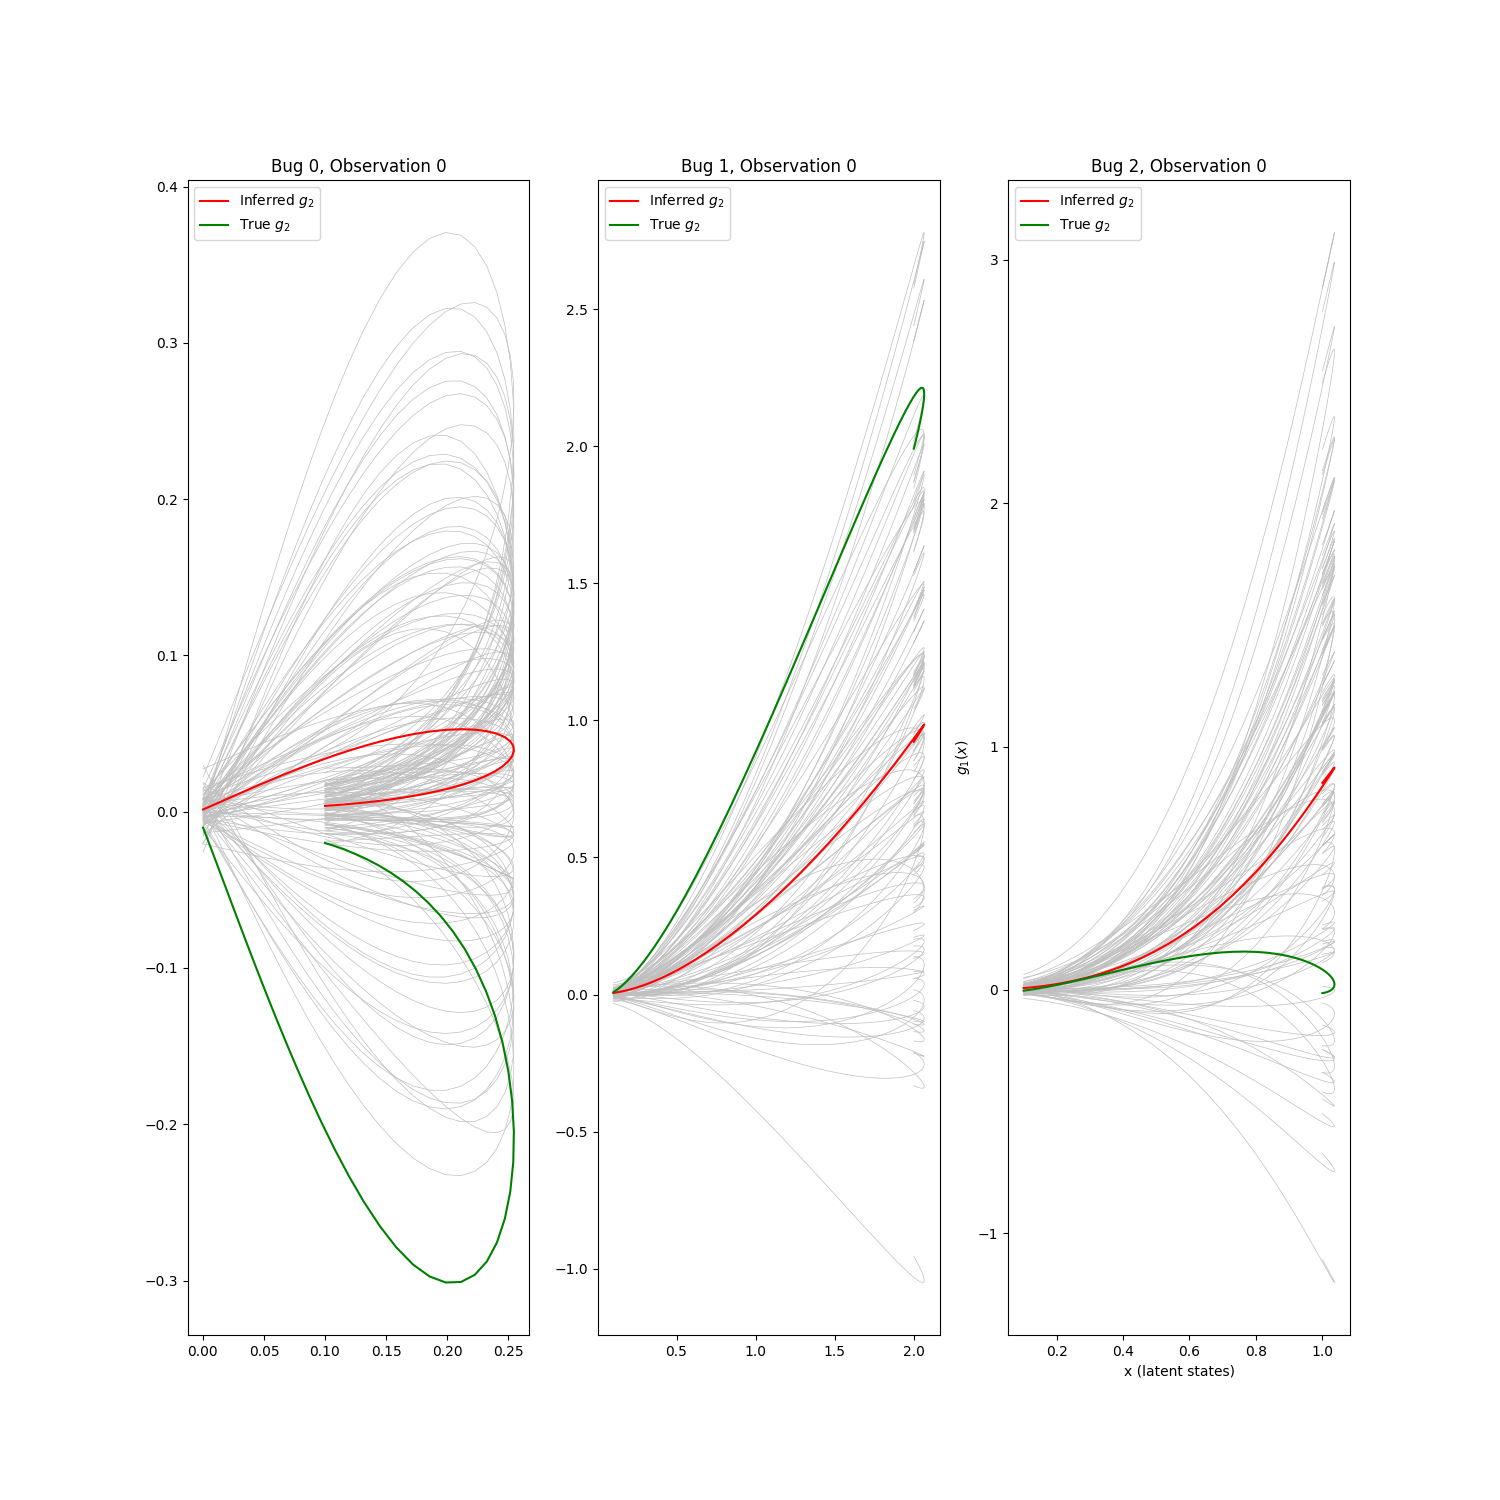 Bug 0, Observation 0
Inferred g₂
True g₂
0.4
0.3
0.2
0.1
0.0
−0.1
−0.2
−0.3
0.00 0.05 0.10 0.15 0.20 0.25
Bug 1, Observation 0
Inferred g₂
True g₂
2.5
2.0
1.5
1.0
0.5
0.0
−0.5
−1.0
0.5 1.0 1.5 2.0
Bug 2, Observation 0
Inferred g₂
True g₂
g₁(x)
3
2
1
0
−1
0.2 0.4 0.6 0.8 1.0
x (latent states)